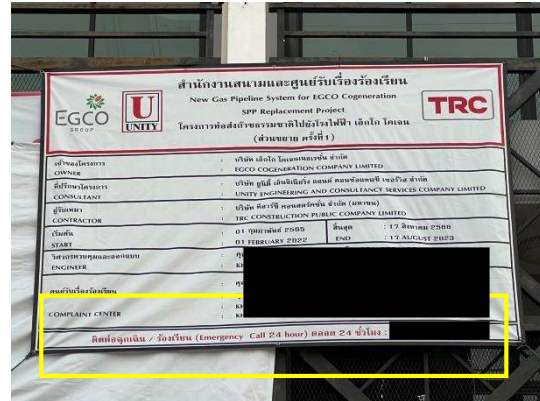 สำนักงานสนามและศูนย์รับเรื่องร้องเรียน
New Gas Pipeline System for EGCO Cogeneration
SPP Replacement Project
โครงการท่อส่งก๊าซธรรมชาติไปยังโรงไฟฟ้า เอ็กโก โคเจน
(ส่วนขยาย ครั้งที่ 1)
EGCO
GROUP
U
UNITY
TRC
เจ้าของโครงการ : บริษัท เอ็กโก โคเจนเนอเรชั่น จำกัด
OWNER : EGCO COGENERATION COMPANY LIMITED
ที่ปรึกษาโครงการ : บริษัท ยูนิตี้ เอ็นจิเนียริ่ง แอนด์ คอนซัลแทนซี่ เซอร์วิส จำกัด
CONSULTANT : UNITY ENGINEERING AND CONSULTANCY SERVICES COMPANY LIMITED
ผู้รับเหมา : บริษัท ทีอาร์ซี คอนสตรัคชั่น จำกัด (มหาชน)
CONTRACTOR : TRC CONSTRUCTION PUBLIC COMPANY LIMITED
เริ่มต้น : 01 กุมภาพันธ์ 2565 สิ้นสุด : 17 สิงหาคม 2566
START : 01 FEBRUARY 2022 END : 17 AUGUST 2023
วิศวกรควบคุมและออกแบบ :
ENGINEER :
ศูนย์รับเรื่องร้องเรียน :
COMPLAINT CENTER :
ติดต่อฉุกเฉิน / ร้องเรียน (Emergency Call 24 hour) ตลอด 24 ชั่วโมง :